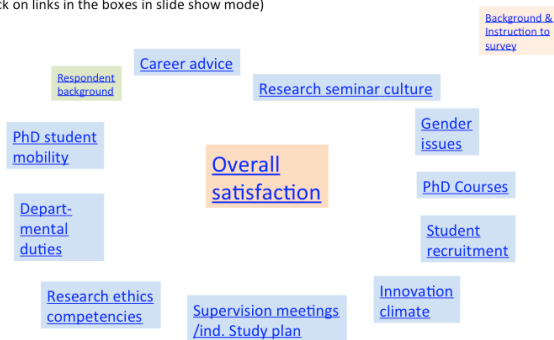 ck on links in the boxes in slide show mode)
Background &
Instruction to
survey
Career advice
Respondent
background
Research seminar culture
Gender
issues
PhD student
mobility
Overall
satisfaction
PhD Courses
Depart-
mental
duties
Student
recruitment
Research ethics
competencies
Innovation
climate
Supervision meetings
/ind. Study plan